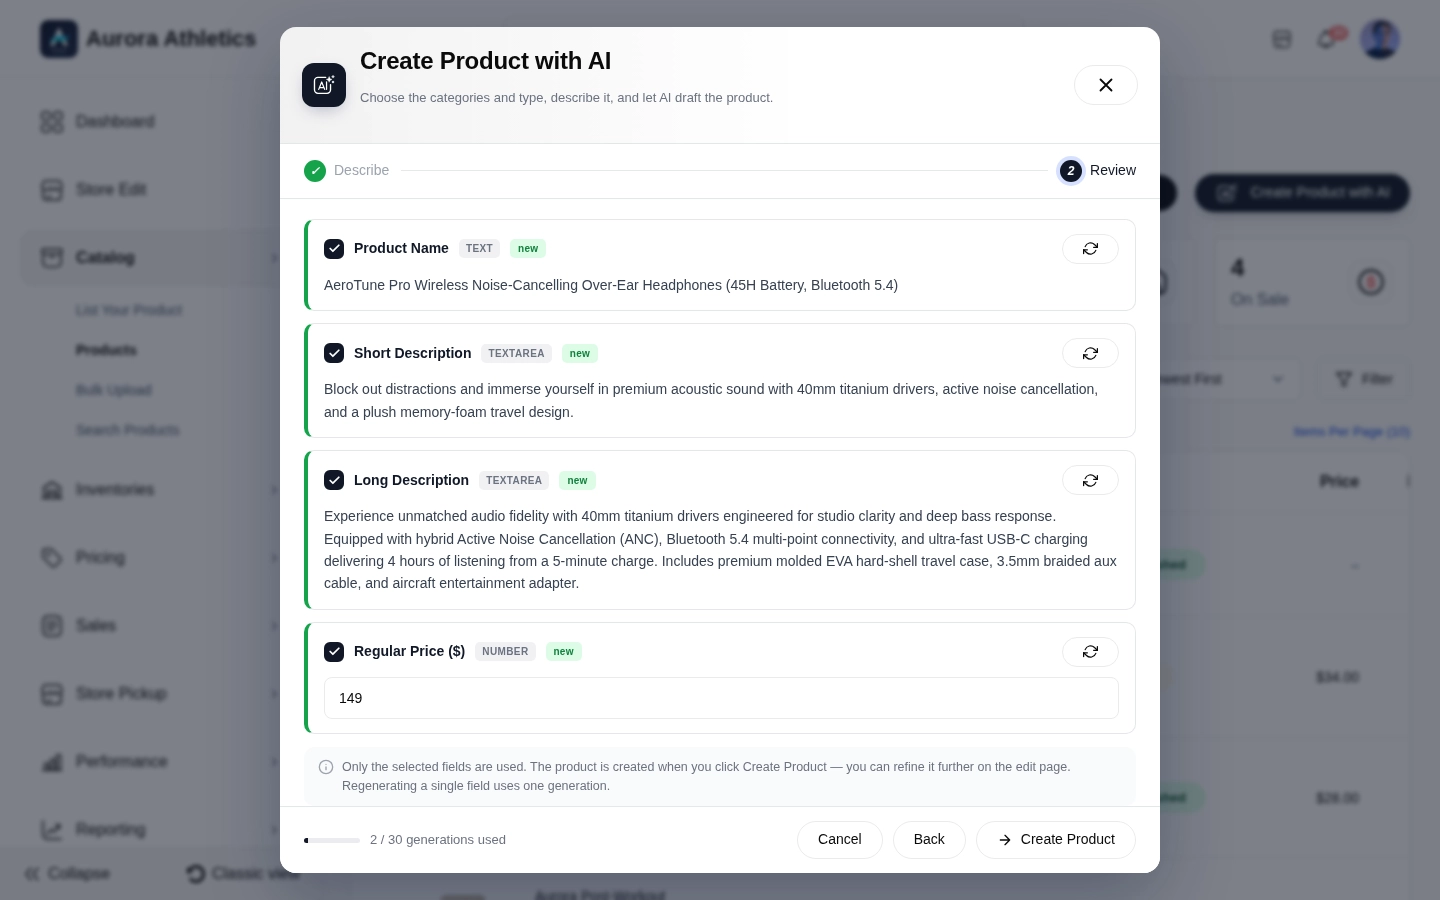 Aurora Athletics
Dashboard
Store Edit
Catalog
List Your Product
Products
Bulk Upload
Search Products
Inventories
Pricing
Sales
Store Pickup
Performance
Reporting
Collapse
Classic view
Create Product with AI
4
On Sale
Filter
Items Per Page (10)
Price
$34.00
$28.00
Create Product with AI
Choose the categories and type, describe it, and let AI draft the product.
Describe
2 Review
Product Name TEXT new
AeroTune Pro Wireless Noise-Cancelling Over-Ear Headphones (45H Battery, Bluetooth 5.4)
Short Description TEXTAREA new
Block out distractions and immerse yourself in premium acoustic sound with 40mm titanium drivers, active noise cancellation,
and a plush memory-foam travel design.
Long Description TEXTAREA new
Experience unmatched audio fidelity with 40mm titanium drivers engineered for studio clarity and deep bass response.
Equipped with hybrid Active Noise Cancellation (ANC), Bluetooth 5.4 multi-point connectivity, and ultra-fast USB-C charging
delivering 4 hours of listening from a 5-minute charge. Includes premium molded EVA hard-shell travel case, 3.5mm braided aux
cable, and aircraft entertainment adapter.
Regular Price ($) NUMBER new
149
Only the selected fields are used. The product is created when you click Create Product — you can refine it further on the edit page.
Regenerating a single field uses one generation.
2 / 30 generations used
Cancel
Back
Create Product